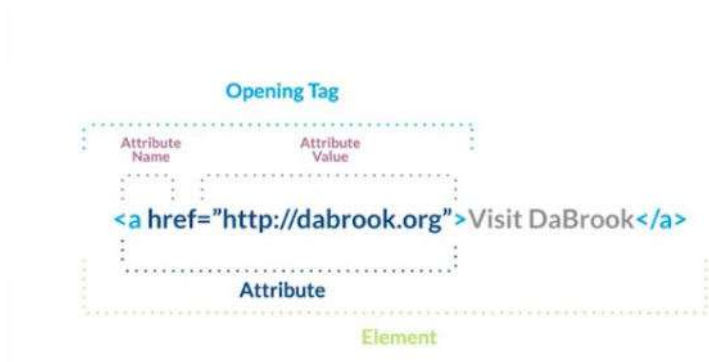 Opening Tag
Attribute
Name
Attribute
Value
<a href=”http://dabrook.org”>Visit DaBrook</a>
Attribute
Element